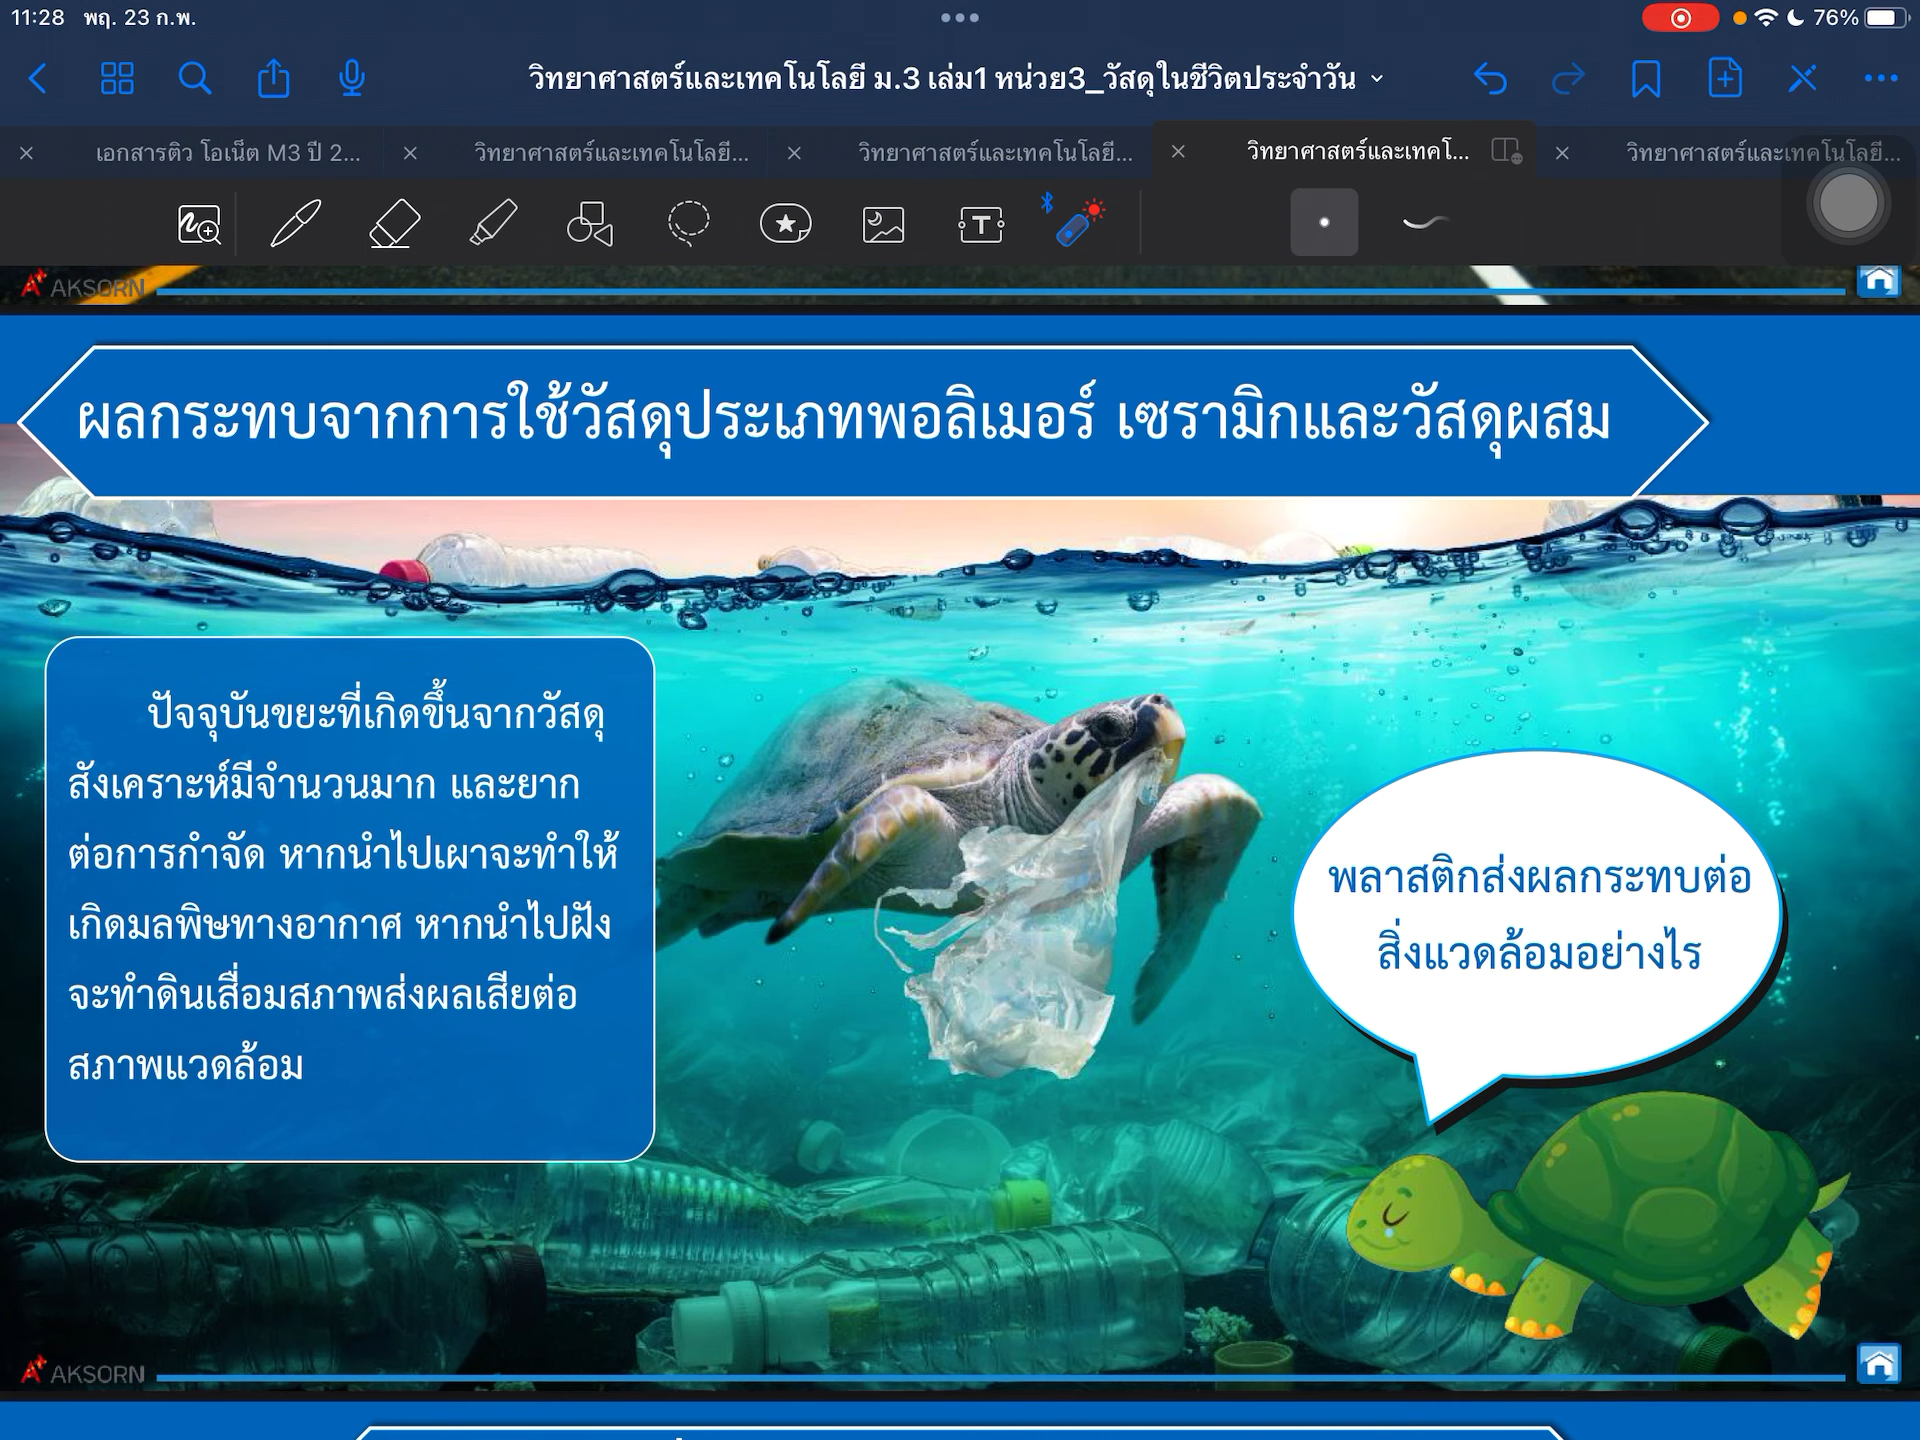 11:28 พฤ. 23 ก.พ.
76%
วิทยาศาสตร์และเทคโนโลยี ม.3 เล่ม1 หน่วย3_วัสดุในชีวิตประจำวัน
เอกสารติว โอเน็ต M3 ปี 2...
วิทยาศาสตร์และเทคโนโลยี...
วิทยาศาสตร์และเทคโนโลยี...
วิทยาศาสตร์และเทคโ...
วิทยาศาสตร์และเทคโนโลยี...
AKSORN
ผลกระทบจากการใช้วัสดุประเภทพอลิเมอร์ เซรามิกและวัสดุผสม
ปัจจุบันขยะที่เกิดขึ้นจากวัสดุ
สังเคราะห์มีจำนวนมาก และยาก
ต่อการกำจัด หากนำไปเผาจะทำให้
เกิดมลพิษทางอากาศ หากนำไปฝัง
จะทำดินเสื่อมสภาพส่งผลเสียต่อ
สภาพแวดล้อม
พลาสติกส่งผลกระทบต่อ
สิ่งแวดล้อมอย่างไร
AKSORN